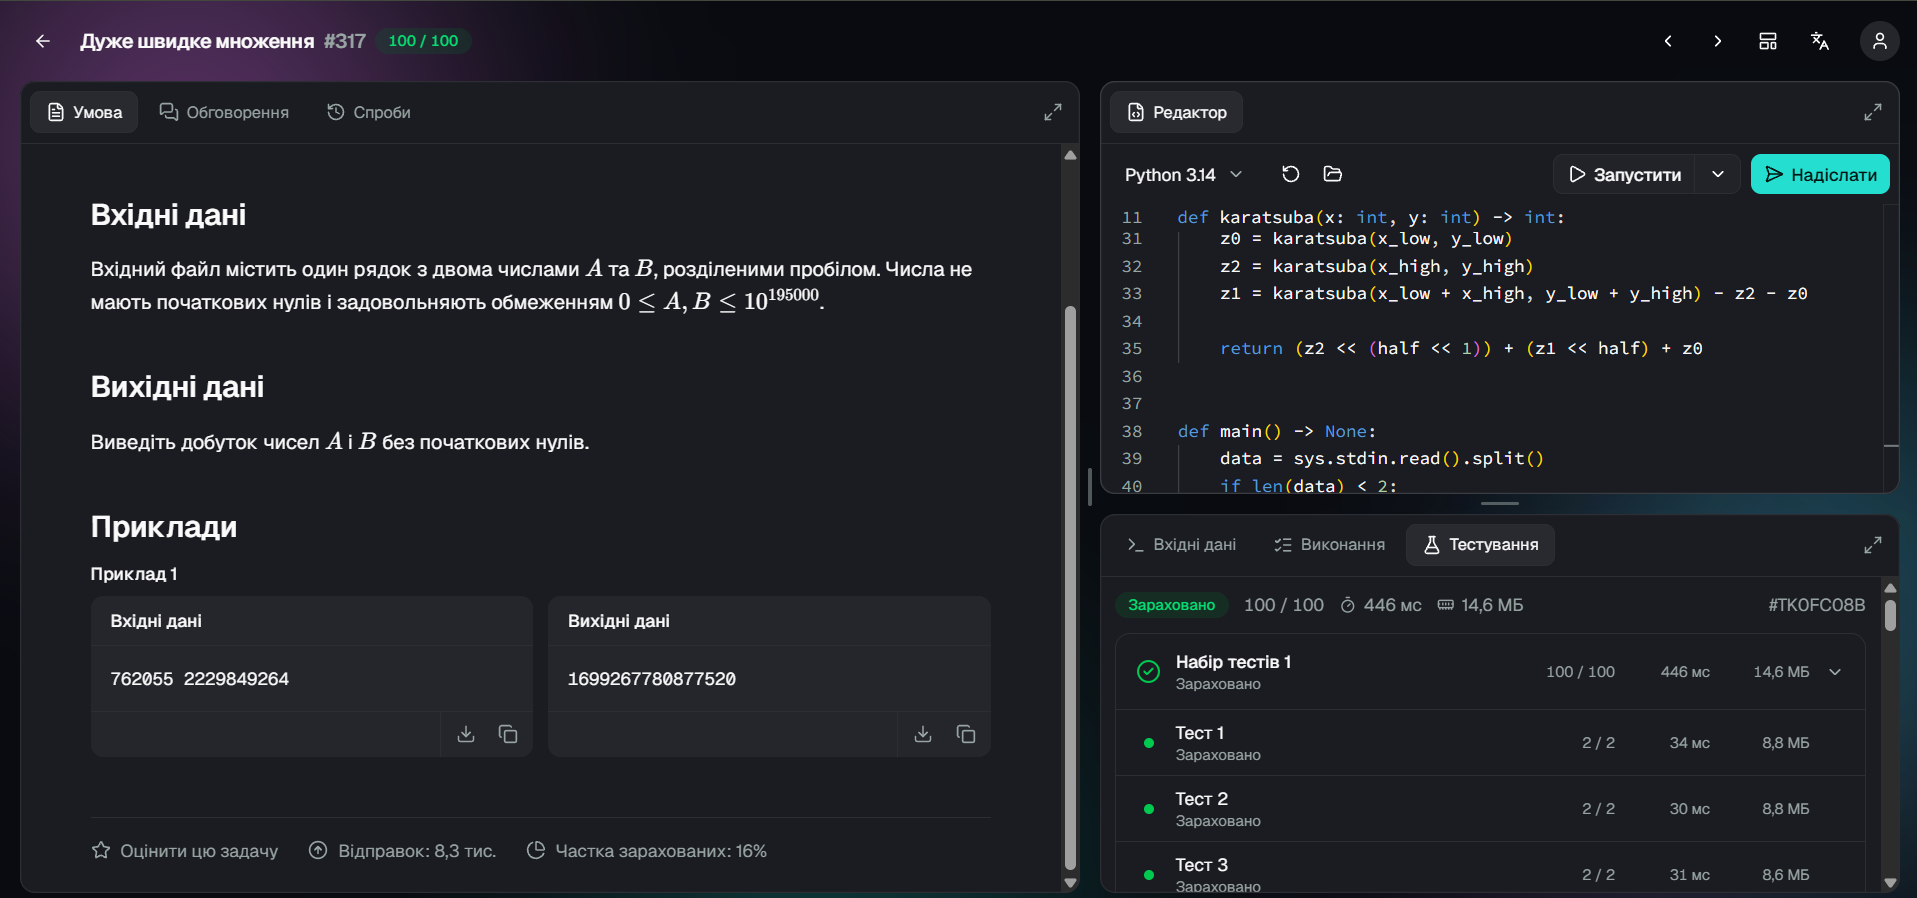 Дуже швидке множення #317 100 / 100
Умова Обговорення Спроби
Вхідні дані
Вхідний файл містить один рядок з двома числами A та B, розділеними пробілом. Числа не
мають початкових нулів і задовольняють обмеженням 0 ≤ A, B ≤ 10^195000.
Вихідні дані
Виведіть добуток чисел A і B без початкових нулів.
Приклади
Приклад 1
Вхідні дані
762055 2229849264
Вихідні дані
1699267780877520
Оцінити цю задачу Відправок: 8,3 тис. Частка зарахованих: 16%
Редактор
Python 3.14 Запустити Надіслати
11 def karatsuba(x: int, y: int) -> int:
31 z0 = karatsuba(x_low, y_low)
32 z2 = karatsuba(x_high, y_high)
33 z1 = karatsuba(x_low + x_high, y_low + y_high) - z2 - z0
34
35 return (z2 << (half << 1)) + (z1 << half) + z0
36
37
38 def main() -> None:
39 data = sys.stdin.read().split()
40 if len(data) < 2:
Вхідні дані Виконання Тестування
Зараховано 100 / 100 446 мс 14,6 МБ #TK0FC08B
Набір тестів 1 100 / 100 446 мс 14,6 МБ
Зараховано
Тест 1 2 / 2 34 мс 8,8 МБ
Зараховано
Тест 2 2 / 2 30 мс 8,8 МБ
Зараховано
Тест 3 2 / 2 31 мс 8,6 МБ
Зараховано